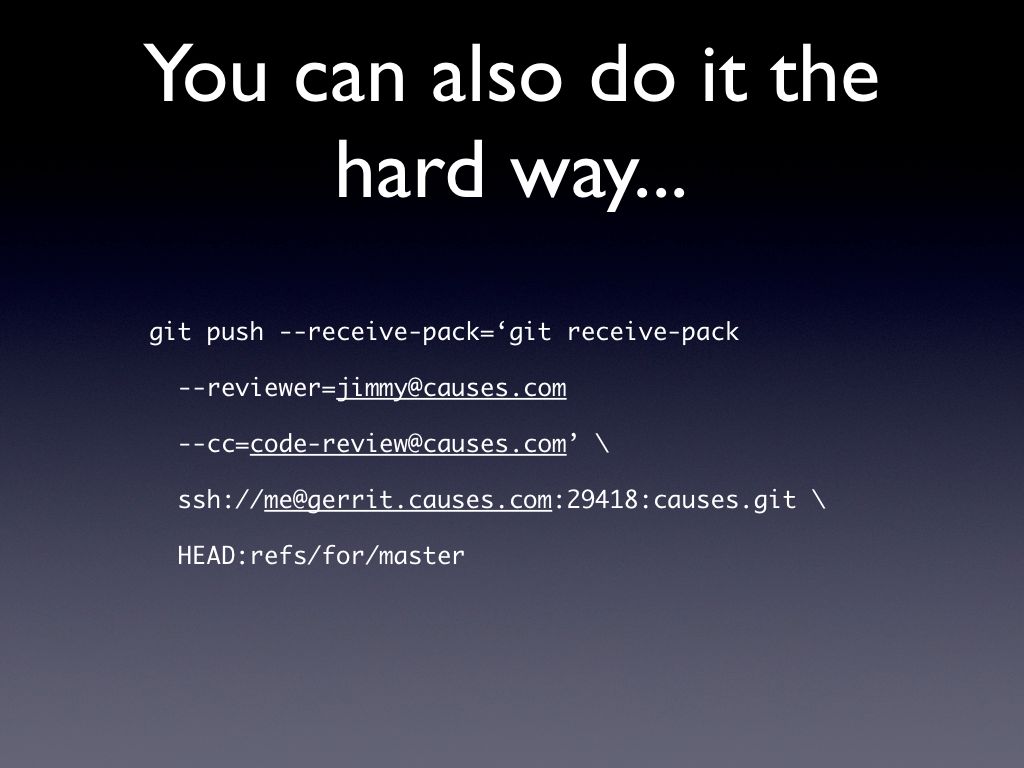 You can also do it the
hard way...
git push --receive-pack=‘git receive-pack
--reviewer=jimmy@causes.com
--cc=code-review@causes.com’ \
ssh://me@gerrit.causes.com:29418:causes.git \
HEAD:refs/for/master